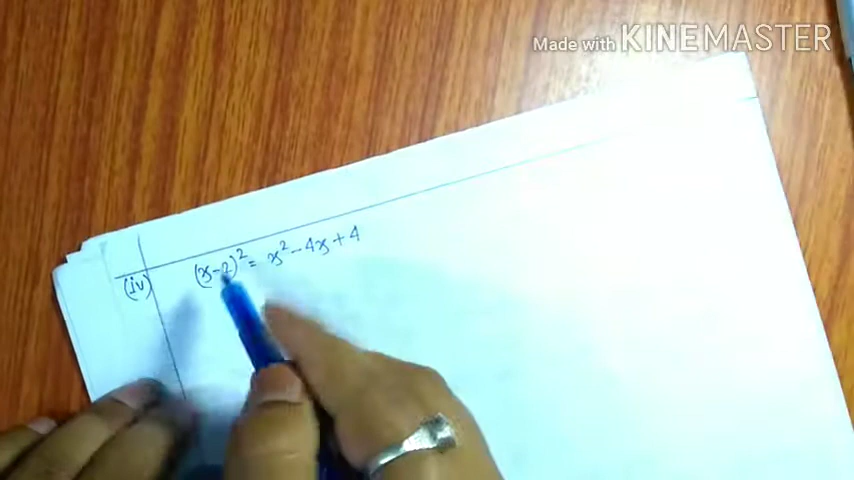 Made with KINEMASTER
(iv) (x-2)² = x² - 4x + 4